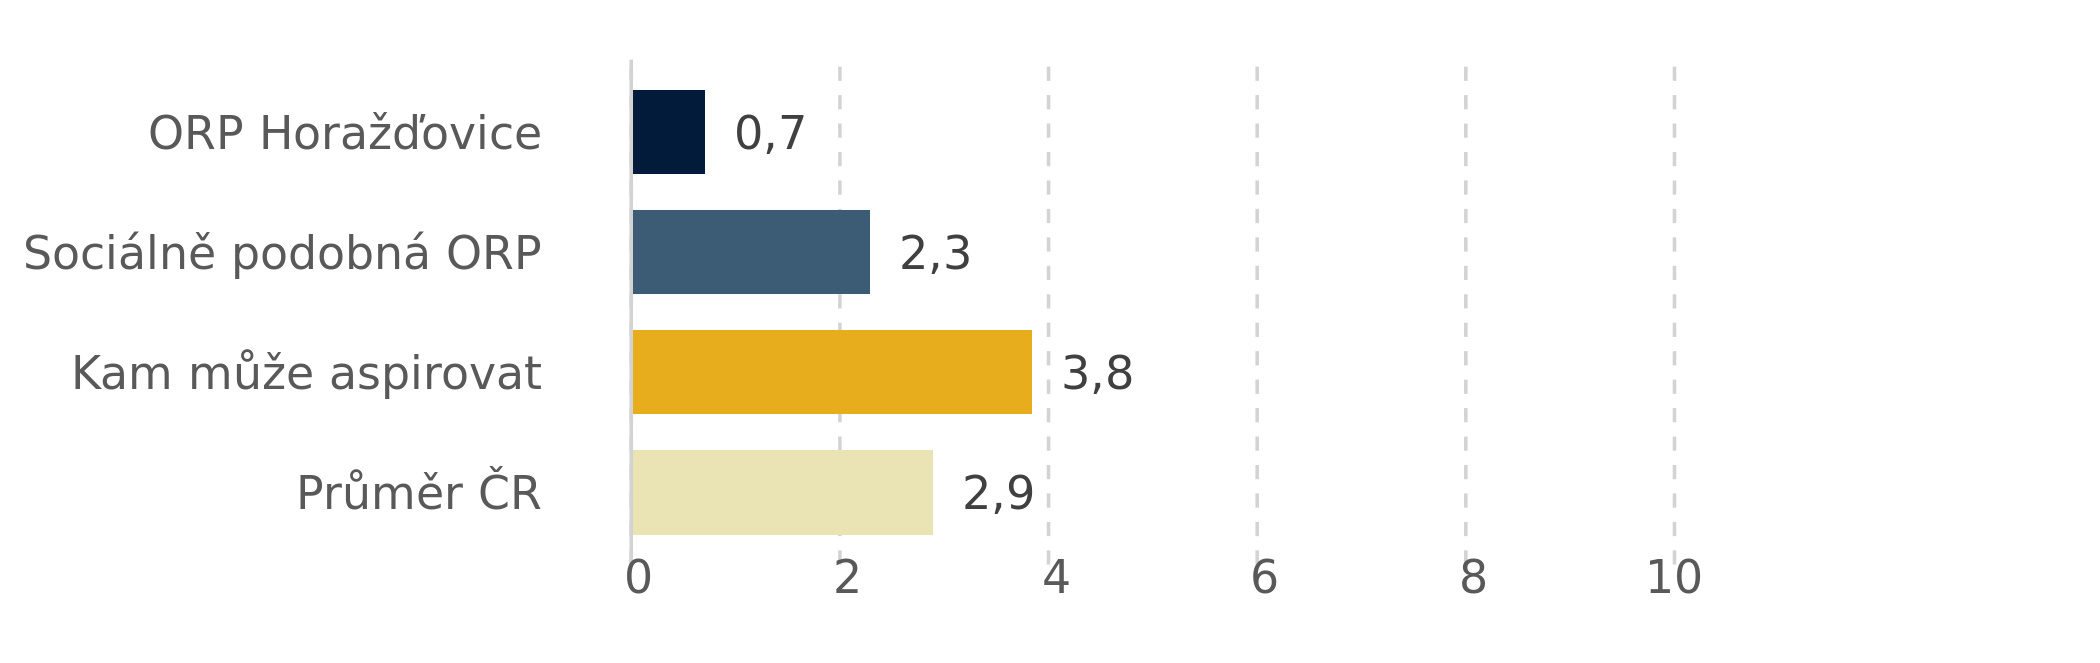 ORP Horažďovice 0,7
Sociálně podobná ORP 2,3
Kam může aspirovat 3,8
Průměr ČR 2,9
0 2 4 6 8 10